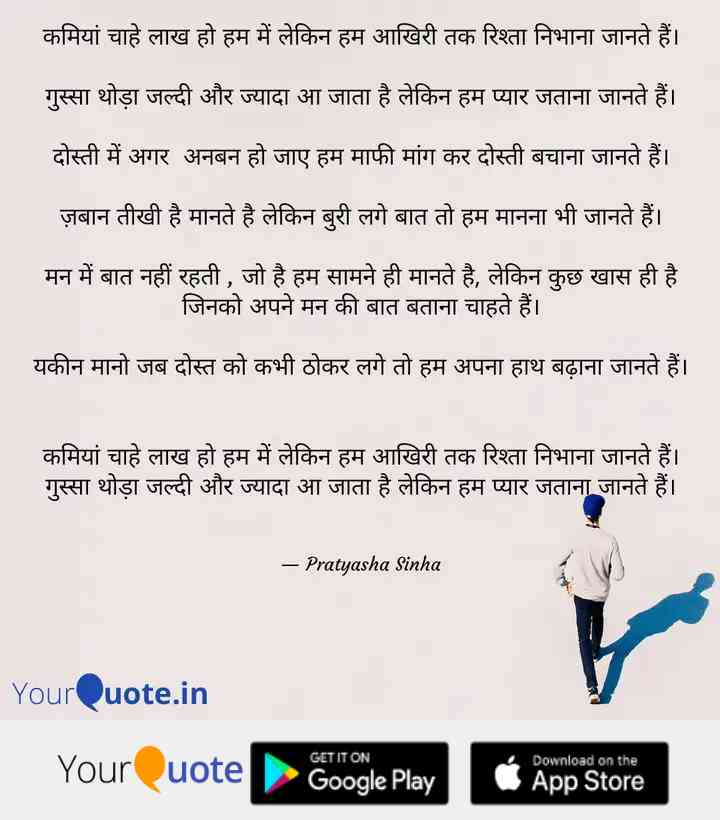 कमियां चाहे लाख हो हम में लेकिन हम आखिरी तक रिश्ता निभाना जानते हैं।
गुस्सा थोड़ा जल्दी और ज्यादा आ जाता है लेकिन हम प्यार जताना जानते हैं।
दोस्ती में अगर अनबन हो जाए हम माफी मांग कर दोस्ती बचाना जानते हैं।
ज़बान तीखी है मानते है लेकिन बुरी लगे बात तो हम मानना भी जानते हैं।
मन में बात नहीं रहती , जो है हम सामने ही मानते है, लेकिन कुछ खास ही है
जिनको अपने मन की बात बताना चाहते हैं।
यकीन मानो जब दोस्त को कभी ठोकर लगे तो हम अपना हाथ बढ़ाना जानते हैं।
कमियां चाहे लाख हो हम में लेकिन हम आखिरी तक रिश्ता निभाना जानते हैं।
गुस्सा थोड़ा जल्दी और ज्यादा आ जाता है लेकिन हम प्यार जताना जानते हैं।
— Pratyasha Sinha
YourQuote.in
YourQuote
GET IT ON
Google Play
Download on the
App Store